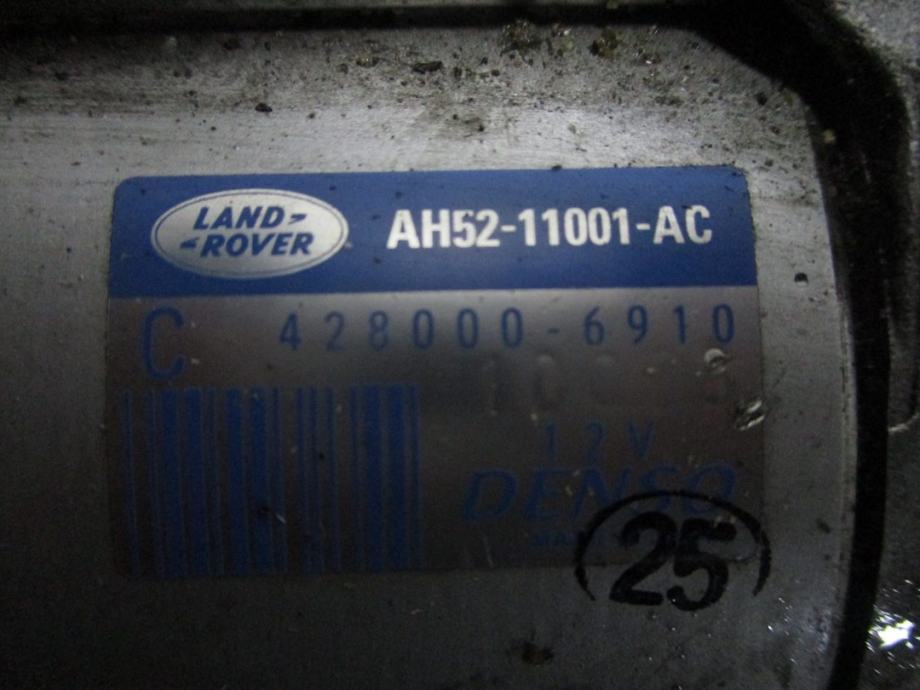 LAND-
-ROVER
AH52-11001-AC
C 428000-6910
12V
DENSO
25